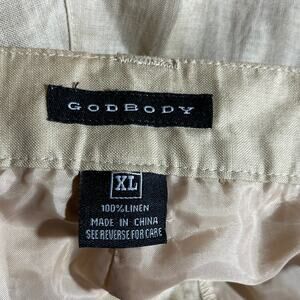 GODBODY
XL
100% LINEN
MADE IN CHINA
SEE REVERSE FOR CARE